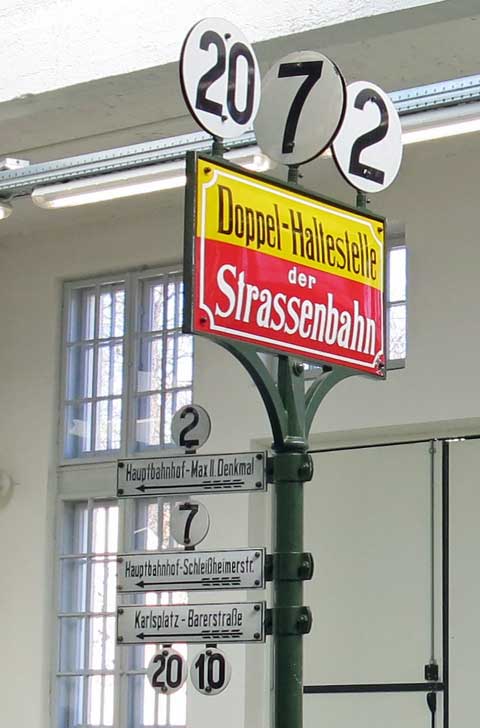 20 7 2
Doppel-Haltestelle
der
Strassenbahn
2
Hauptbahnhof-Max II. Denkmal
7
Hauptbahnhof-Schleißheimerstr.
Karlsplatz - Barerstraße
20 10